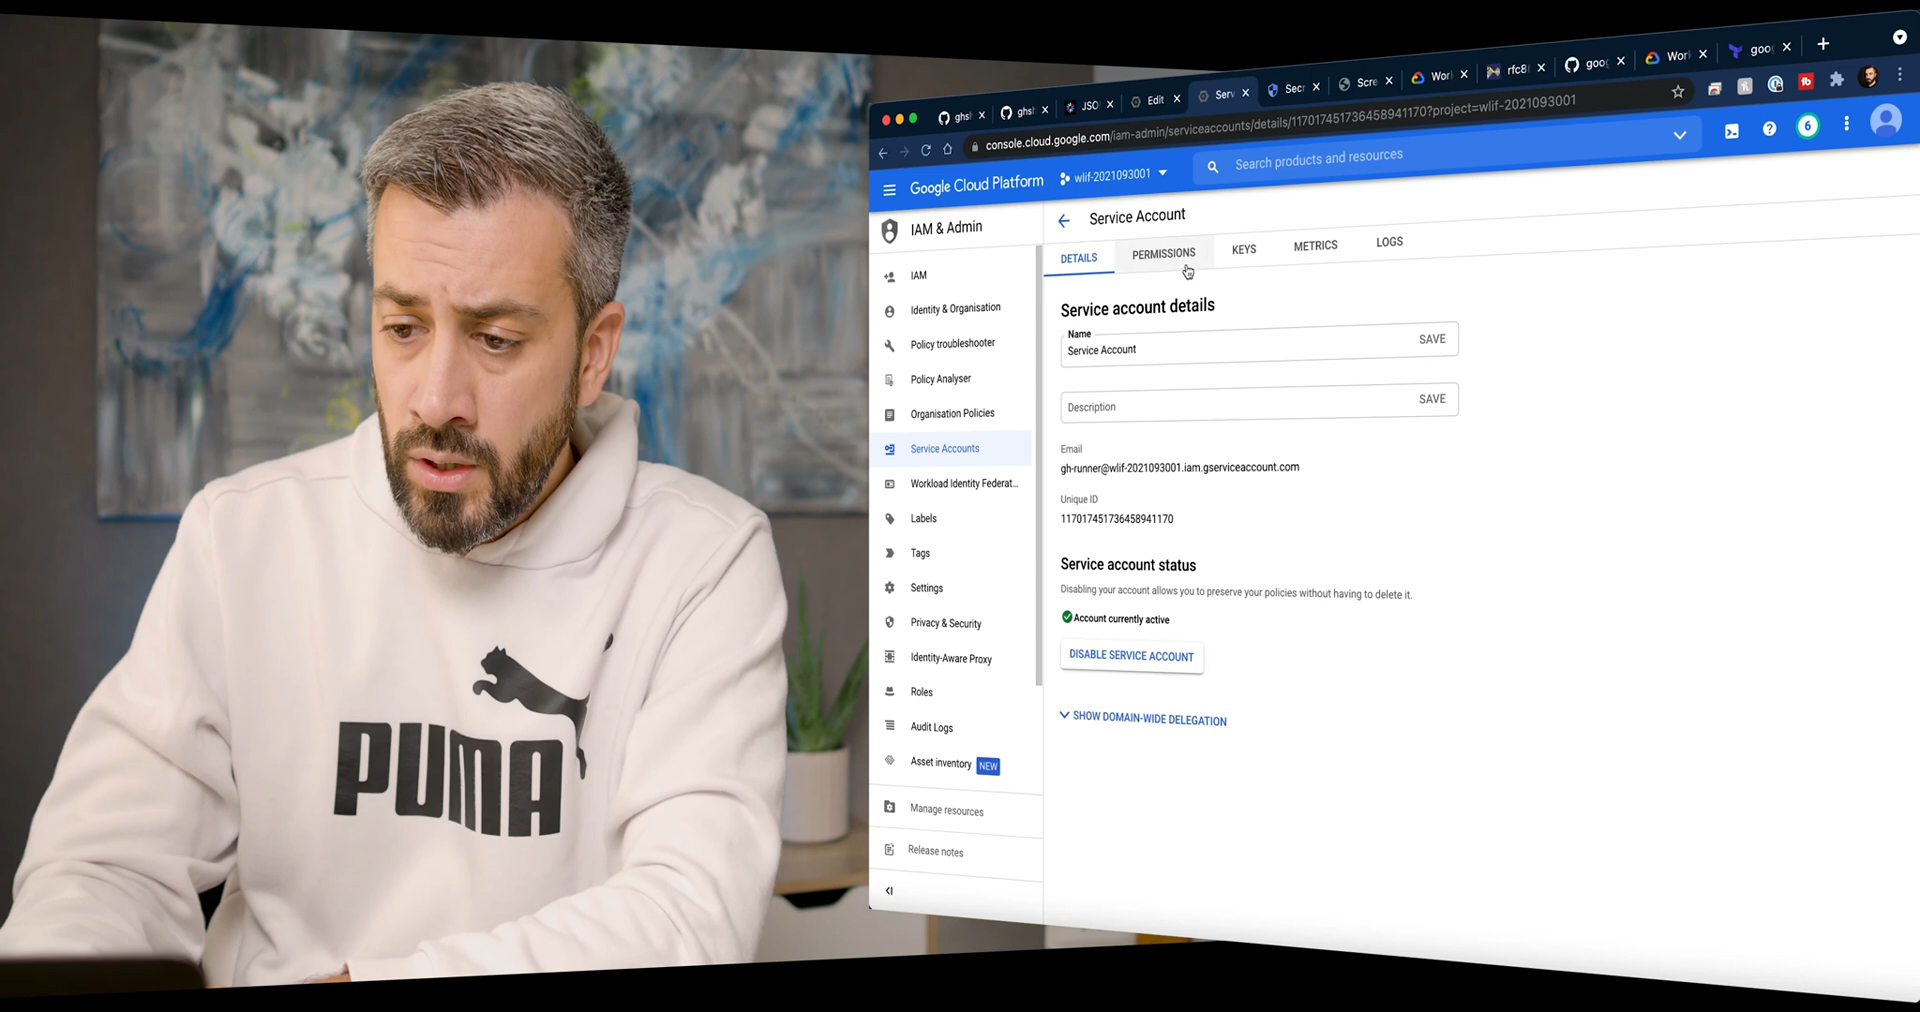 PUMA
ghsl
ghsl
JSO
Edit
Serv
Secr
Scre
Worl
rfc8
goo
Wor
goo
console.cloud.google.com/iam-admin/serviceaccounts/details/117017451736458941170?project=wlif-2021093001
Google Cloud Platform
wlif-2021093001
Search products and resources
6
IAM & Admin
IAM
Identity & Organisation
Policy troubleshooter
Policy Analyser
Organisation Policies
Service Accounts
Workload Identity Federat...
Labels
Tags
Settings
Privacy & Security
Identity-Aware Proxy
Roles
Audit Logs
Asset inventory NEW
Manage resources
Release notes
Service Account
DETAILS PERMISSIONS KEYS METRICS LOGS
Service account details
Name
Service Account SAVE
Description SAVE
Email
gh-runner@wlif-2021093001.iam.gserviceaccount.com
Unique ID
117017451736458941170
Service account status
Disabling your account allows you to preserve your policies without having to delete it.
Account currently active
DISABLE SERVICE ACCOUNT
SHOW DOMAIN-WIDE DELEGATION